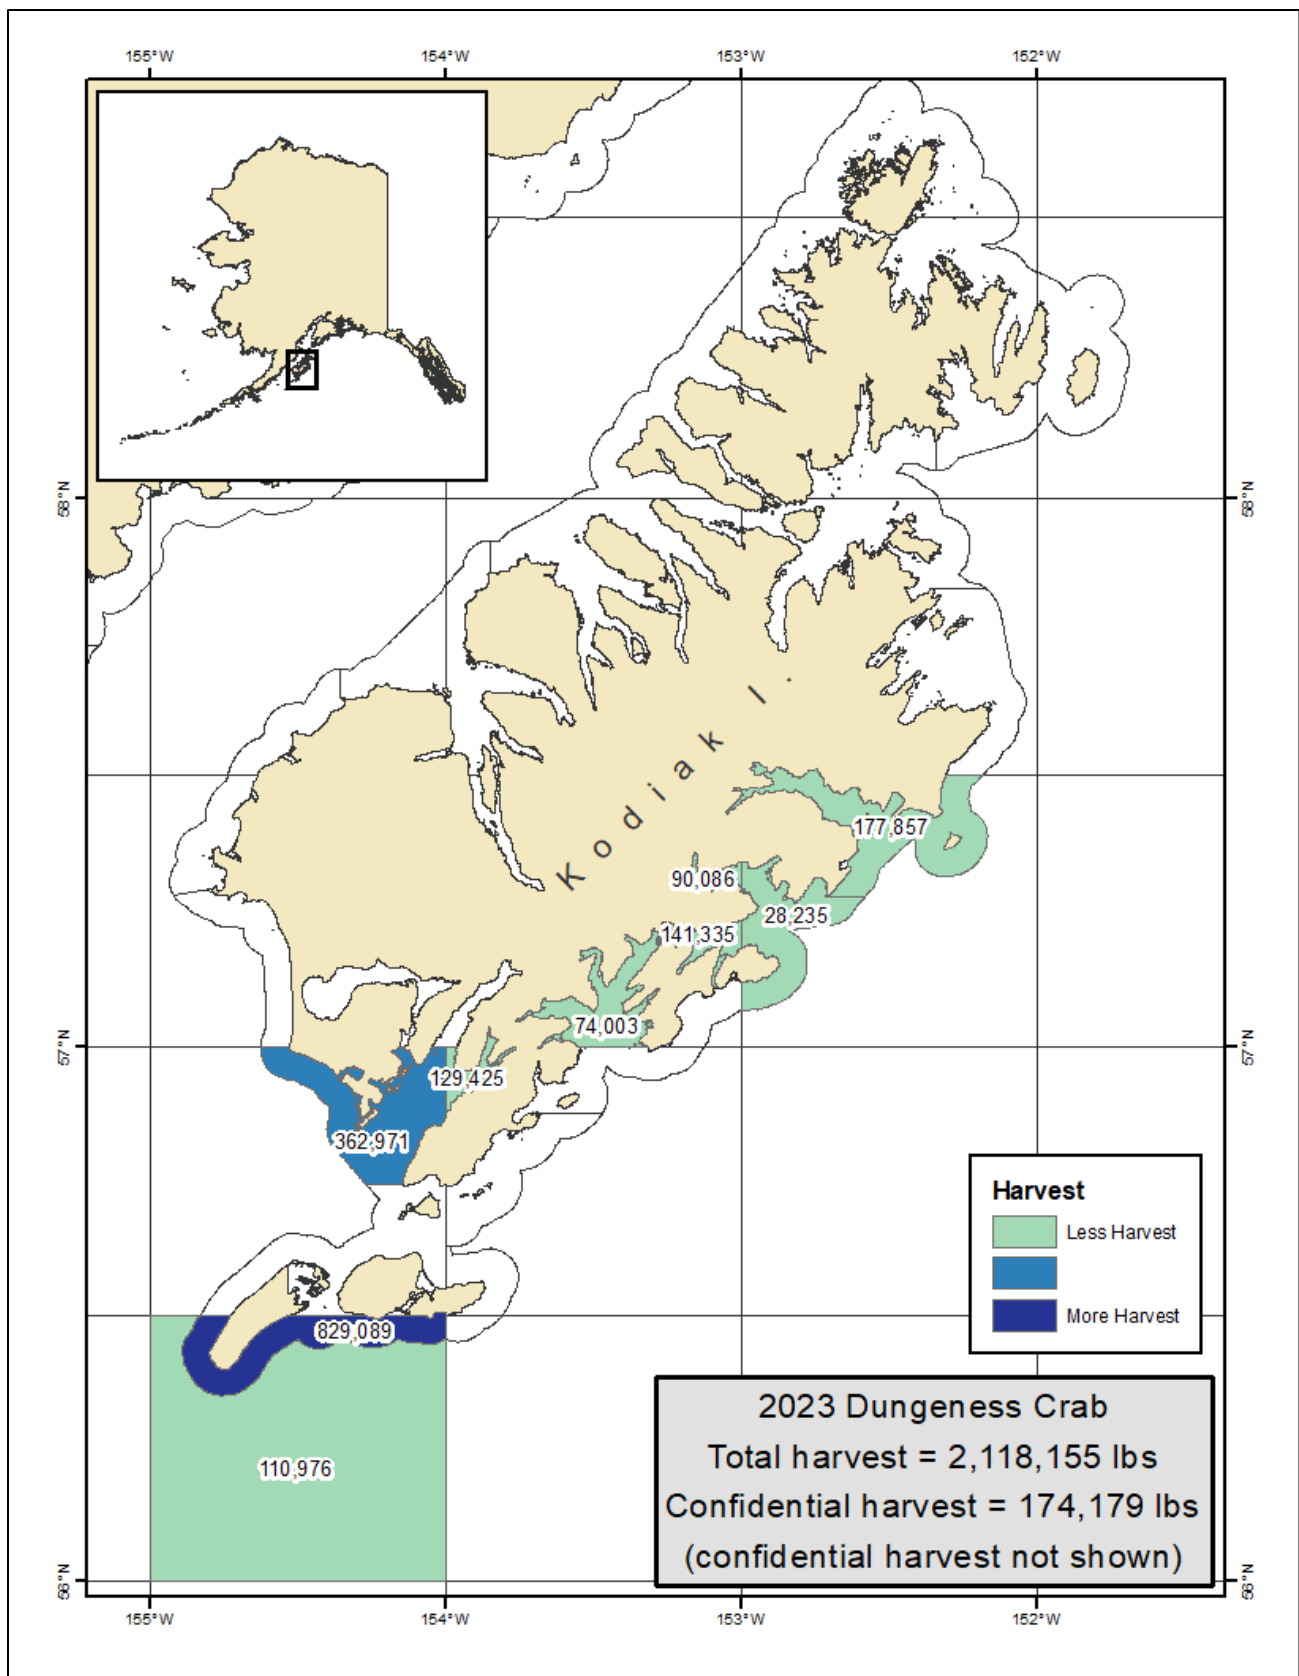 155°W 154°W 153°W 152°W
58°N 58°N
Kodiak I.
177,857
90,086
28,235
141,335
74,003
57°N 57°N
129,425
362,971
Harvest
Less Harvest
More Harvest
829,089
110,976
2023 Dungeness Crab
Total harvest = 2,118,155 lbs
Confidential harvest = 174,179 lbs
(confidential harvest not shown)
56°N 56°N
155°W 154°W 153°W 152°W